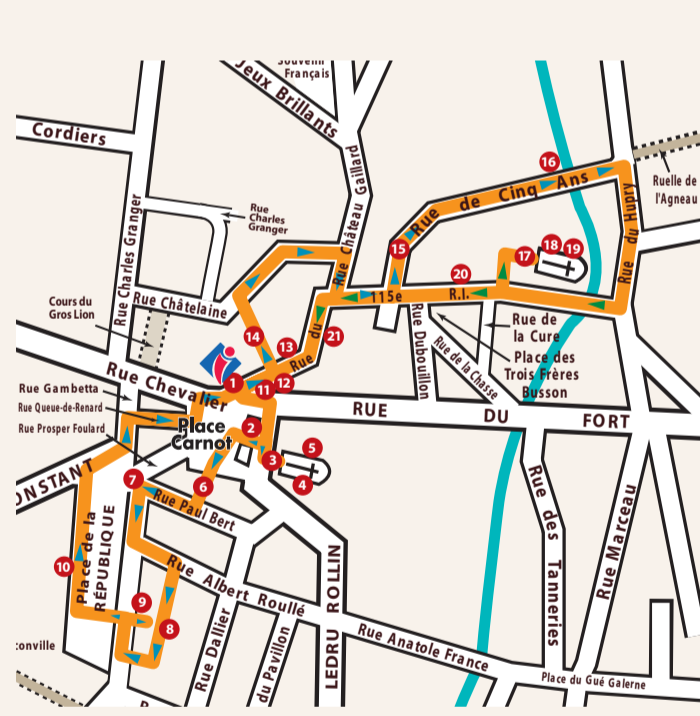 Souvenir
Français
Jeux Brillants
Cordiers
Rue Château Gaillard
16
Rue de Cinq Ans
Ruelle de
l'Agneau
Rue Charles Granger
Rue
Charles
Granger
Rue du Hupry
15
17
18
19
20
Rue Châtelaine
Cours du
Gros Lion
115e R.I.
Rue du
21
14
13
Rue Dubouillon
Rue de la Chasse
Rue de
la Cure
Place des
Trois Frères
Busson
Rue Chevalier
1
11
12
Rue Gambetta
Rue Queue-de-Renard
Rue Prosper Foulard
Place
Carnot
2
RUE DU FORT
3
5
4
ONSTANT
7
6
Rue Paul Bert
Place de la
RÉPUBLIQUE
10
9
8
Rue Albert Roullé
Rue des Tanneries
Rue Marceau
LEDRU ROLLIN
Rue Dallier
du Pavillon
Rue Anatole France
Place du Gué Galerne
conville